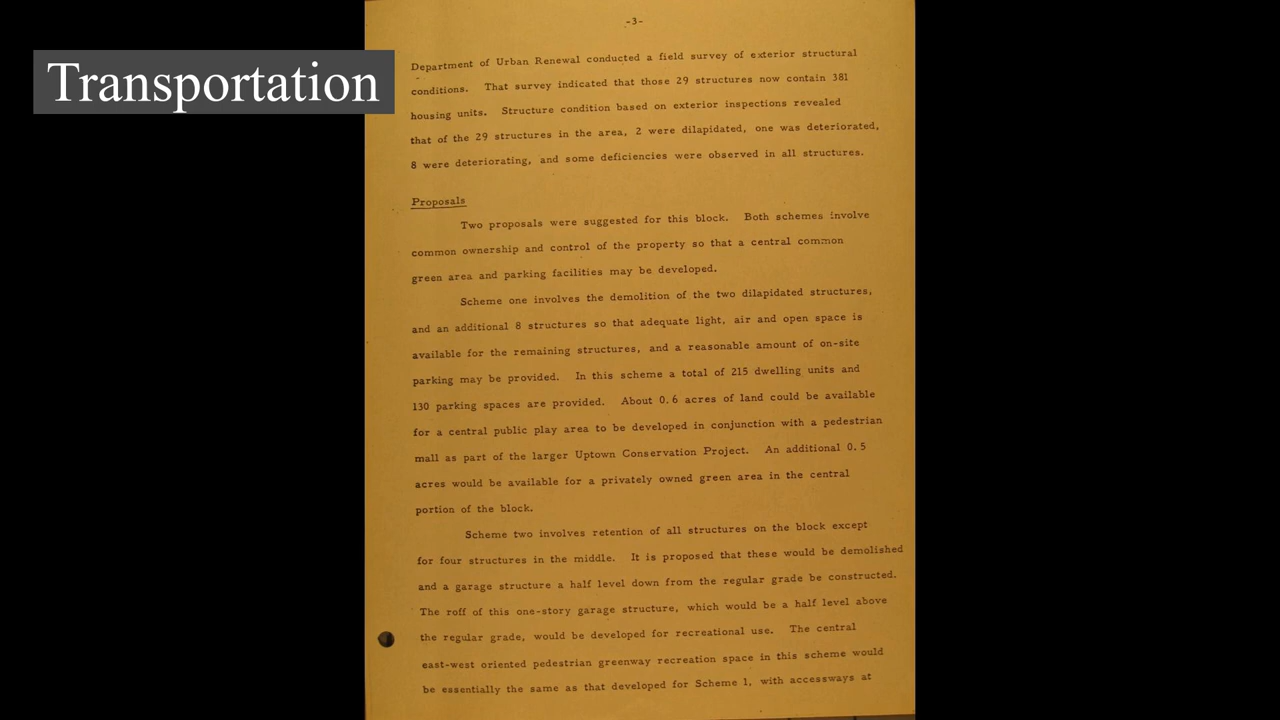 Transportation
-3-
Department of Urban Renewal conducted a field survey of exterior structural
conditions. That survey indicated that those 29 structures now contain 381
housing units. Structure condition based on exterior inspections revealed
that of the 29 structures in the area, 2 were dilapidated, one was deteriorated,
8 were deteriorating, and some deficiencies were observed in all structures.
Proposals
Two proposals were suggested for this block. Both schemes involve
common ownership and control of the property so that a central common
green area and parking facilities may be developed.
Scheme one involves the demolition of the two dilapidated structures,
and an additional 8 structures so that adequate light, air and open space is
available for the remaining structures, and a reasonable amount of on-site
parking may be provided. In this scheme a total of 215 dwelling units and
130 parking spaces are provided. About 0.6 acres of land could be available
for a central public play area to be developed in conjunction with a pedestrian
mall as part of the larger Uptown Conservation Project. An additional 0.5
acres would be available for a privately owned green area in the central
portion of the block.
Scheme two involves retention of all structures on the block except
for four structures in the middle. It is proposed that these would be demolished
and a garage structure a half level down from the regular grade be constructed.
The roff of this one-story garage structure, which would be a half level above
the regular grade, would be developed for recreational use. The central
east-west oriented pedestrian greenway recreation space in this scheme would
be essentially the same as that developed for Scheme 1, with accessways at